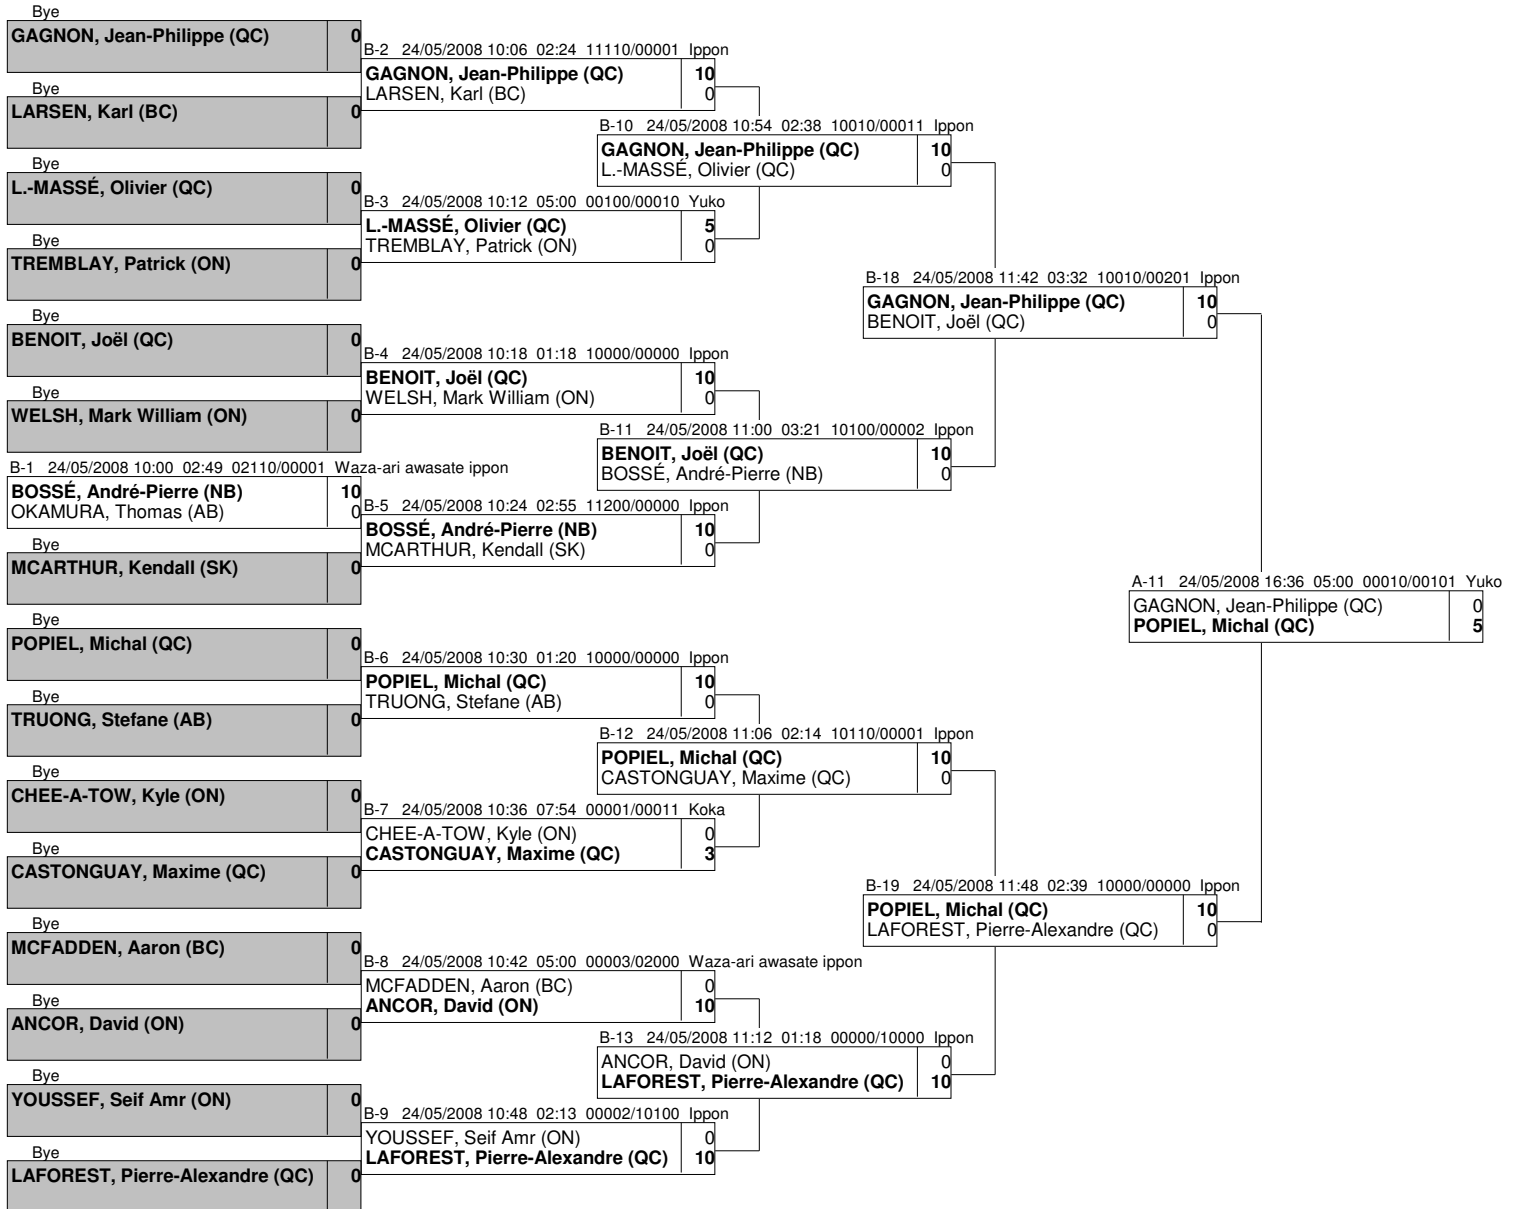 Bye
GAGNON, Jean-Philippe (QC) 0
Bye
LARSEN, Karl (BC) 0
Bye
L.-MASSÉ, Olivier (QC) 0
Bye
TREMBLAY, Patrick (ON) 0
Bye
BENOIT, Joël (QC) 0
Bye
WELSH, Mark William (ON) 0
B-1 24/05/2008 10:00 02:49 02110/00001 Waza-ari awasate ippon
BOSSÉ, André-Pierre (NB) 10
OKAMURA, Thomas (AB) 0
Bye
MCARTHUR, Kendall (SK) 0
Bye
POPIEL, Michal (QC) 0
Bye
TRUONG, Stefane (AB) 0
Bye
CHEE-A-TOW, Kyle (ON) 0
Bye
CASTONGUAY, Maxime (QC) 0
Bye
MCFADDEN, Aaron (BC) 0
Bye
ANCOR, David (ON) 0
Bye
YOUSSEF, Seif Amr (ON) 0
Bye
LAFOREST, Pierre-Alexandre (QC) 0
B-2 24/05/2008 10:06 02:24 11110/00001 Ippon
GAGNON, Jean-Philippe (QC) 10
LARSEN, Karl (BC) 0
B-3 24/05/2008 10:12 05:00 00100/00010 Yuko
L.-MASSÉ, Olivier (QC) 5
TREMBLAY, Patrick (ON) 0
B-4 24/05/2008 10:18 01:18 10000/00000 Ippon
BENOIT, Joël (QC) 10
WELSH, Mark William (ON) 0
B-5 24/05/2008 10:24 02:55 11200/00000 Ippon
BOSSÉ, André-Pierre (NB) 10
MCARTHUR, Kendall (SK) 0
B-6 24/05/2008 10:30 01:20 10000/00000 Ippon
POPIEL, Michal (QC) 10
TRUONG, Stefane (AB) 0
B-7 24/05/2008 10:36 07:54 00001/00011 Koka
CHEE-A-TOW, Kyle (ON) 0
CASTONGUAY, Maxime (QC) 3
B-8 24/05/2008 10:42 05:00 00003/02000 Waza-ari awasate ippon
MCFADDEN, Aaron (BC) 0
ANCOR, David (ON) 10
B-9 24/05/2008 10:48 02:13 00002/10100 Ippon
YOUSSEF, Seif Amr (ON) 0
LAFOREST, Pierre-Alexandre (QC) 10
B-10 24/05/2008 10:54 02:38 10010/00011 Ippon
GAGNON, Jean-Philippe (QC) 10
L.-MASSÉ, Olivier (QC) 0
B-11 24/05/2008 11:00 03:21 10100/00002 Ippon
BENOIT, Joël (QC) 10
BOSSÉ, André-Pierre (NB) 0
B-12 24/05/2008 11:06 02:14 10110/00001 Ippon
POPIEL, Michal (QC) 10
CASTONGUAY, Maxime (QC) 0
B-13 24/05/2008 11:12 01:18 00000/10000 Ippon
ANCOR, David (ON) 0
LAFOREST, Pierre-Alexandre (QC) 10
B-18 24/05/2008 11:42 03:32 10010/00201 Ippon
GAGNON, Jean-Philippe (QC) 10
BENOIT, Joël (QC) 0
B-19 24/05/2008 11:48 02:39 10000/00000 Ippon
POPIEL, Michal (QC) 10
LAFOREST, Pierre-Alexandre (QC) 0
A-11 24/05/2008 16:36 05:00 00010/00101 Yuko
GAGNON, Jean-Philippe (QC) 0
POPIEL, Michal (QC) 5